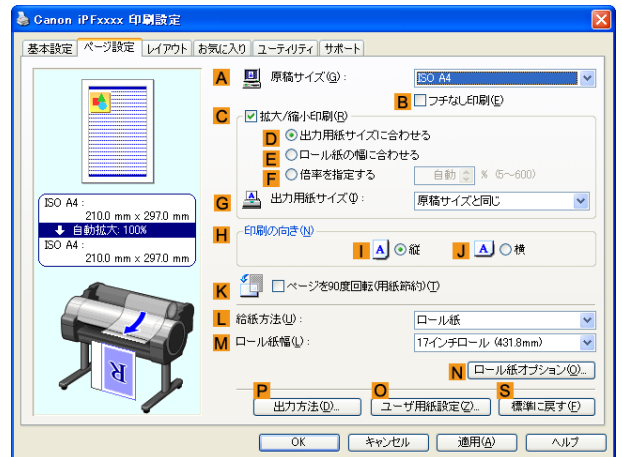 Canon iPFxxxx 印刷設定
基本設定 ページ設定 レイアウト お気に入り ユーティリティ サポート
A 原稿サイズ(G): ISO A4
B フチなし印刷(E)
C 拡大/縮小印刷(R)
D 出力用紙サイズに合わせる
E ロール紙の幅に合わせる
F 倍率を指定する 自動 % (5～600)
G 出力用紙サイズ(I): 原稿サイズと同じ
ISO A4 :
210.0 mm x 297.0 mm
自動拡大: 100%
ISO A4 :
210.0 mm x 297.0 mm
H 印刷の向き(N)
I A 縦 J A 横
K ページを90度回転(用紙節約)(T)
L 給紙方法(U): ロール紙
M ロール紙幅(L): 17インチロール (431.8mm)
R
N ロール紙オプション(O)...
P O S
出力方法(D)... ユーザ用紙設定(Z)... 標準に戻す(F)
OK キャンセル 適用(A) ヘルプ